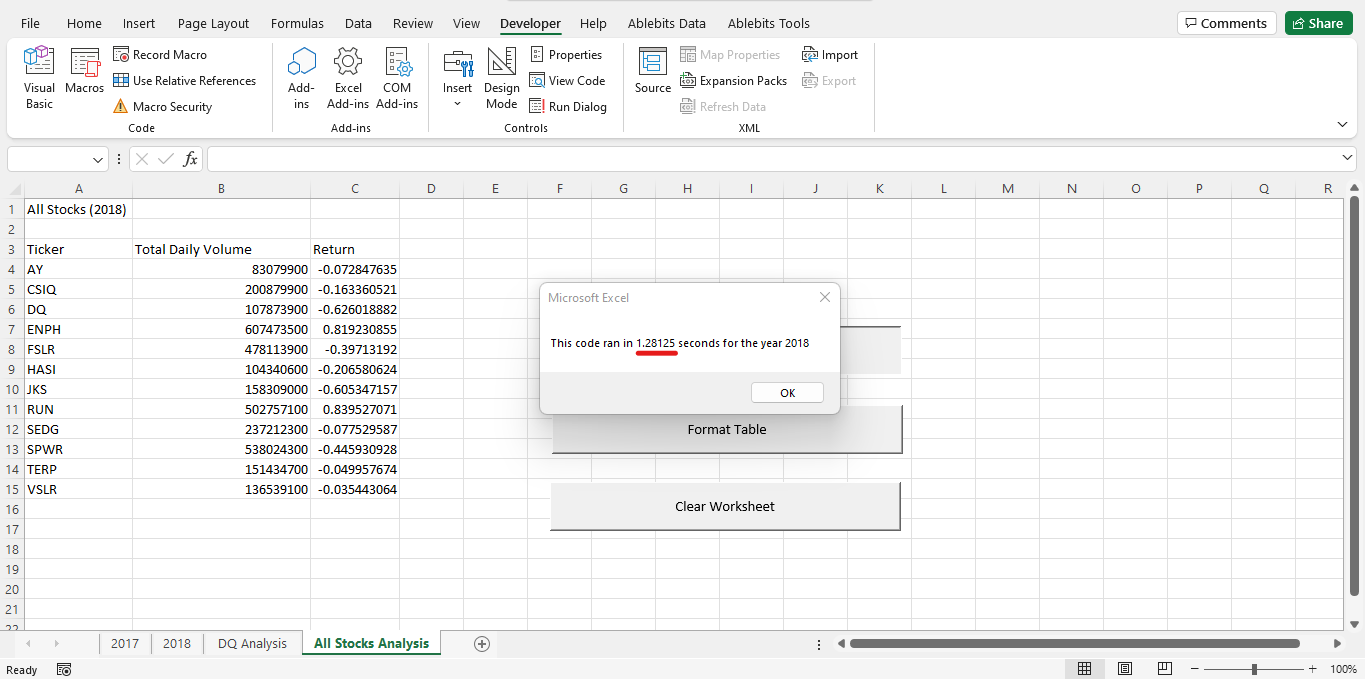 File Home Insert Page Layout Formulas Data Review View Developer Help Ablebits Data Ablebits Tools Comments Share
Visual Basic
Macros
Record Macro
Use Relative References
Macro Security
Code
Add-ins
Excel Add-ins
COM Add-ins
Add-ins
Insert
Design Mode
Properties
View Code
Run Dialog
Controls
Source
Map Properties
Expansion Packs
Refresh Data
Import
Export
XML
fx
A B C D E F G H I J K L M N O P Q R
1 All Stocks (2018)
2
3 Ticker Total Daily Volume Return
4 AY 83079900 -0.072847635
5 CSIQ 200879900 -0.163360521
6 DQ 107873900 -0.626018882
7 ENPH 607473500 0.819230855
8 FSLR 478113900 -0.39713192
9 HASI 104340600 -0.206580624
10 JKS 158309000 -0.605347157
11 RUN 502757100 0.839527071
12 SEDG 237212300 -0.077529587
13 SPWR 538024300 -0.445930928
14 TERP 151434700 -0.049957674
15 VSLR 136539100 -0.035443064
16
17
18
19
20
21
22
Microsoft Excel
This code ran in 1.28125 seconds for the year 2018
OK
Format Table
Clear Worksheet
2017 2018 DQ Analysis All Stocks Analysis
Ready 100%